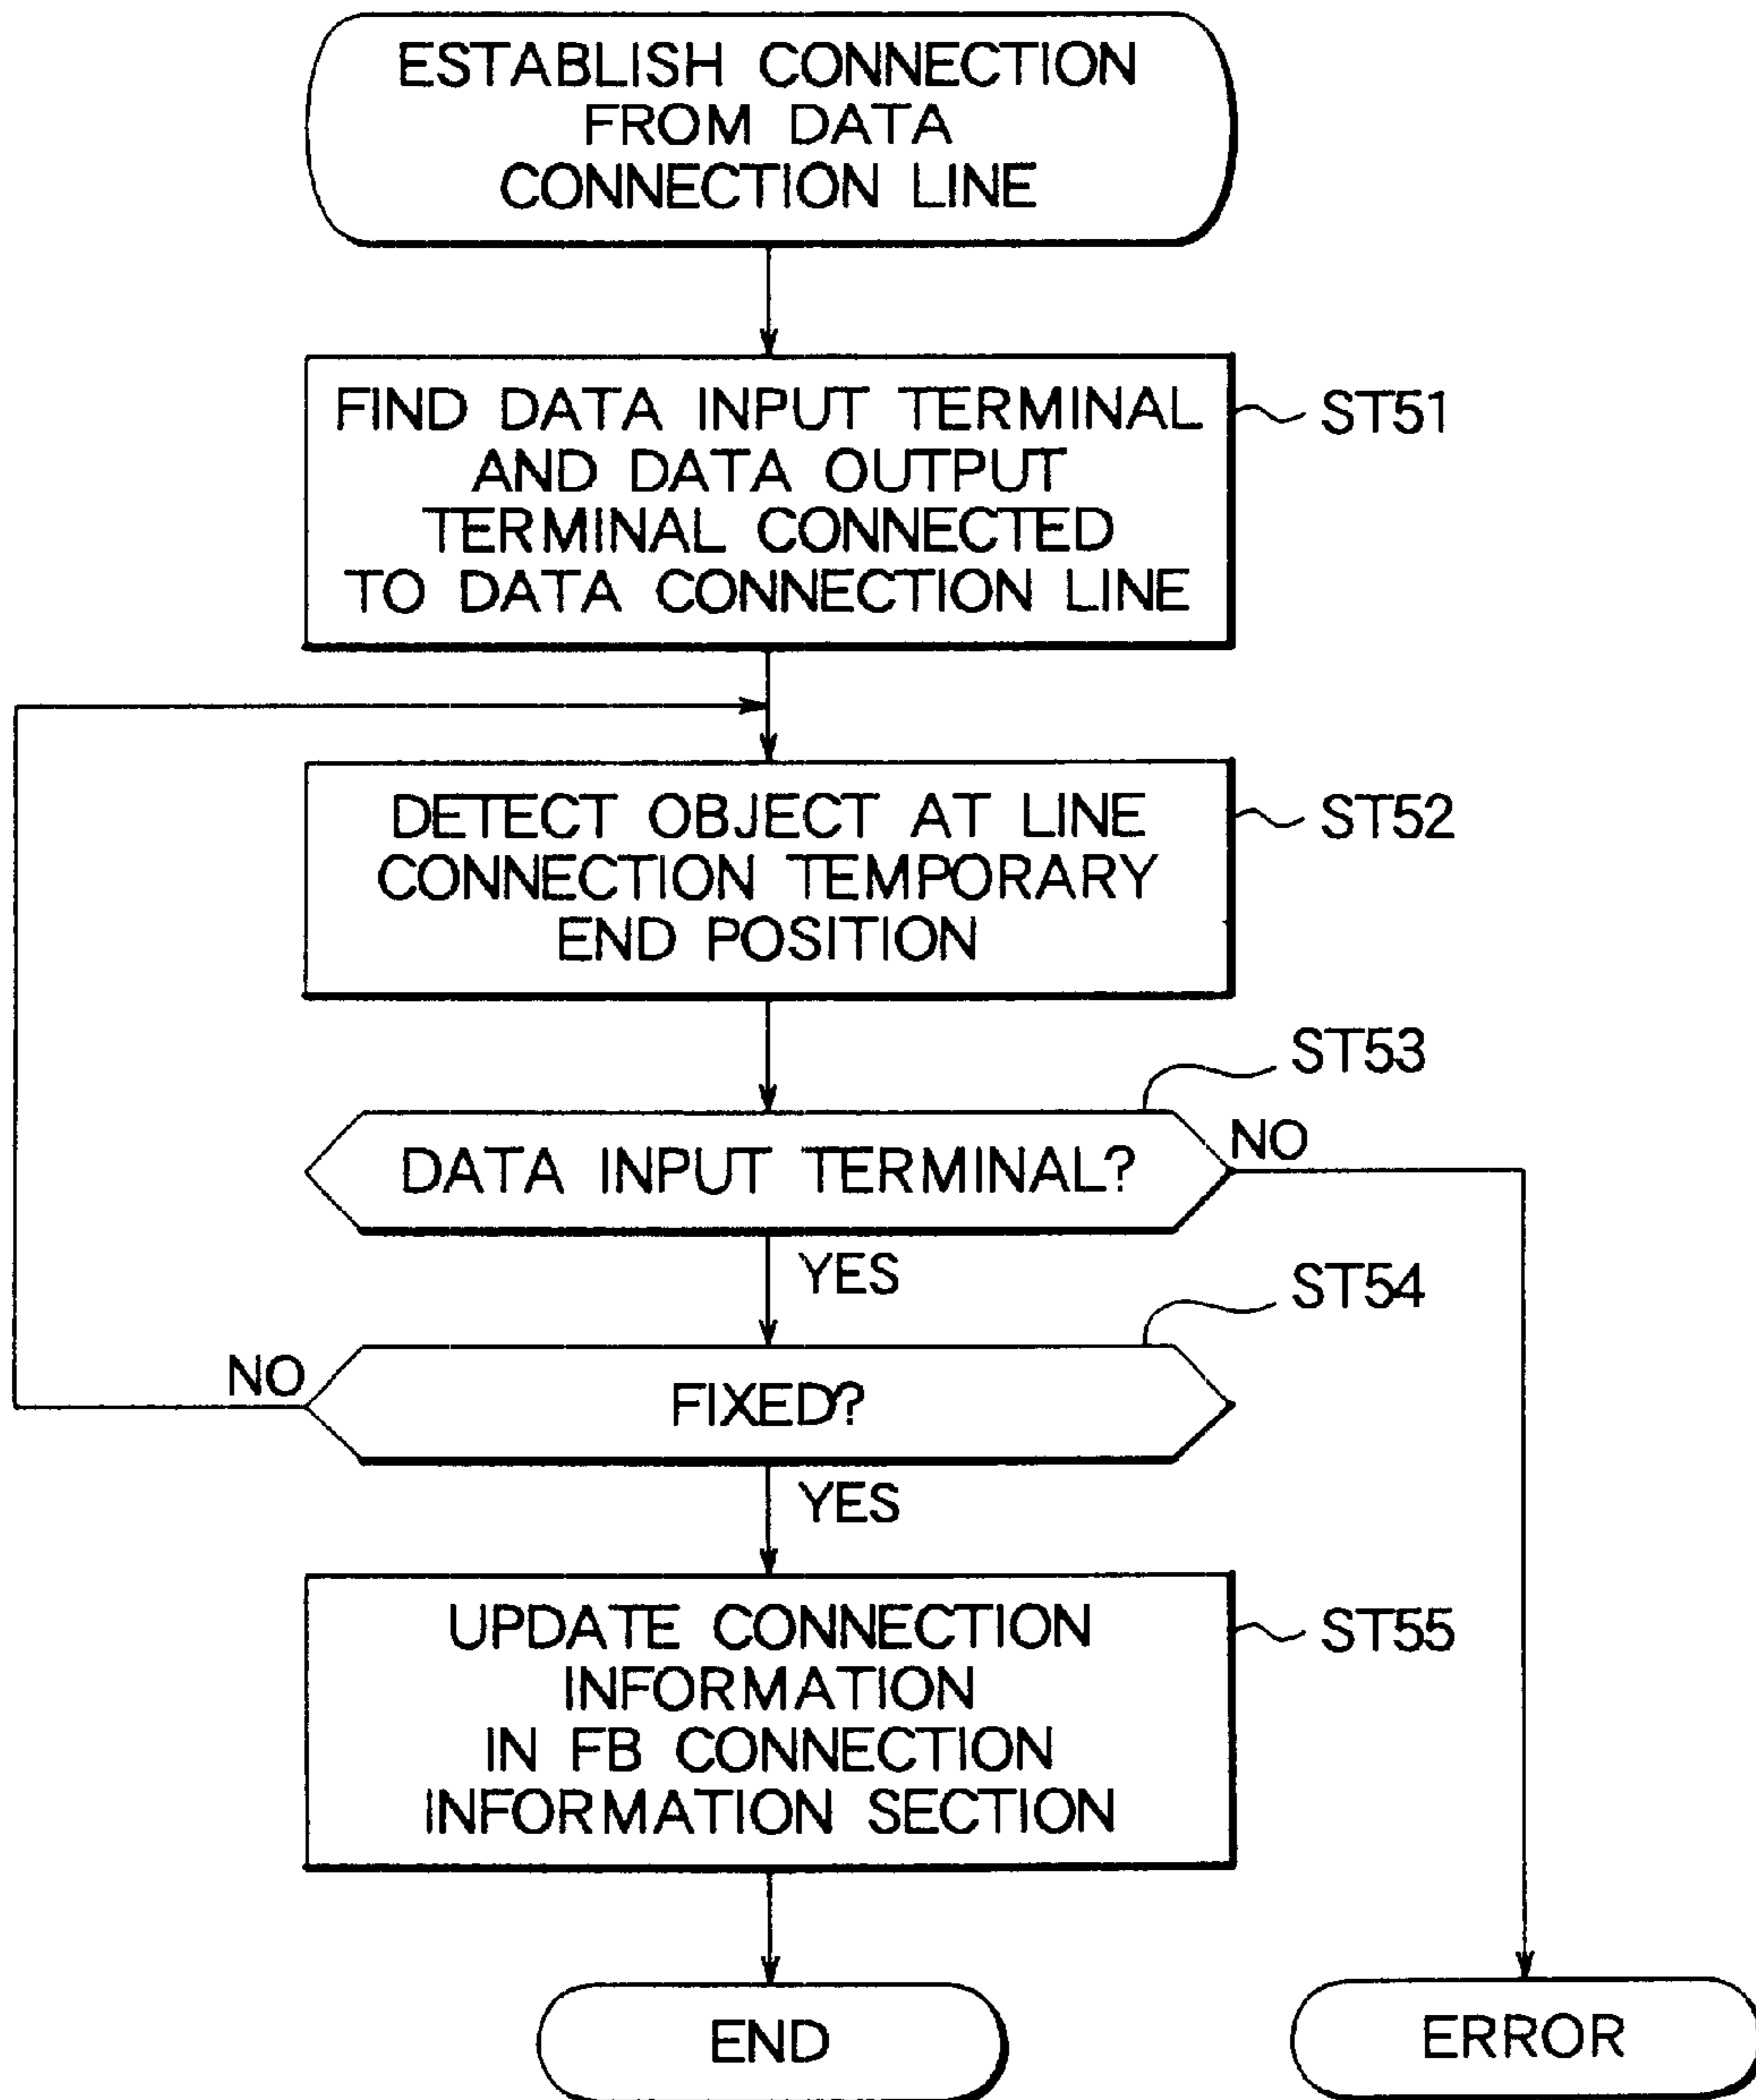 ESTABLISH CONNECTION
FROM DATA
CONNECTION LINE
FIND DATA INPUT TERMINAL
AND DATA OUTPUT
TERMINAL CONNECTED
TO DATA CONNECTION LINE
ST51
DETECT OBJECT AT LINE
CONNECTION TEMPORARY
END POSITION
ST52
ST53
DATA INPUT TERMINAL?
NO
YES
ST54
NO
FIXED?
YES
UPDATE CONNECTION
INFORMATION
IN FB CONNECTION
INFORMATION SECTION
ST55
END
ERROR